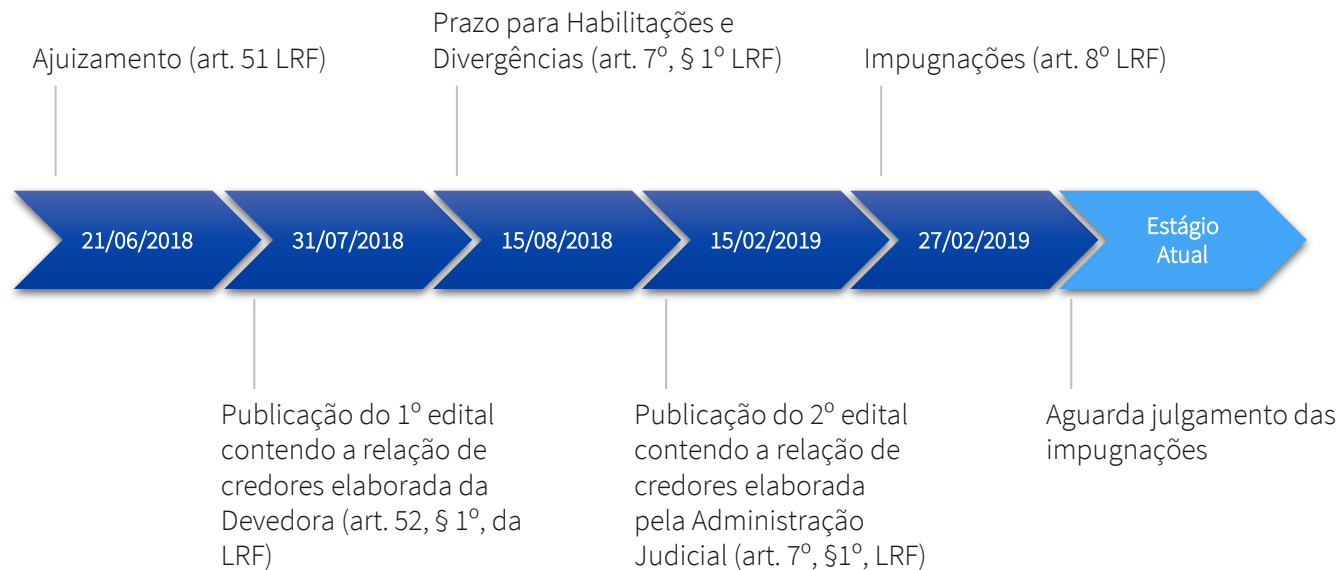 Prazo para Habilitações e
Ajuizamento (art. 51 LRF)
Divergências (art. 7º, § 1º LRF)
Impugnações (art. 8º LRF)
21/06/2018
31/07/2018
15/08/2018
15/02/2019
27/02/2019
Estágio
Atual
Publicação do 1º edital
contendo a relação de
credores elaborada da
Devedora (art. 52, § 1º, da
LRF)
Publicação do 2º edital
contendo a relação de
credores elaborada
pela Administração
Judicial (art. 7º, §1º, LRF)
Aguarda julgamento das
impugnações